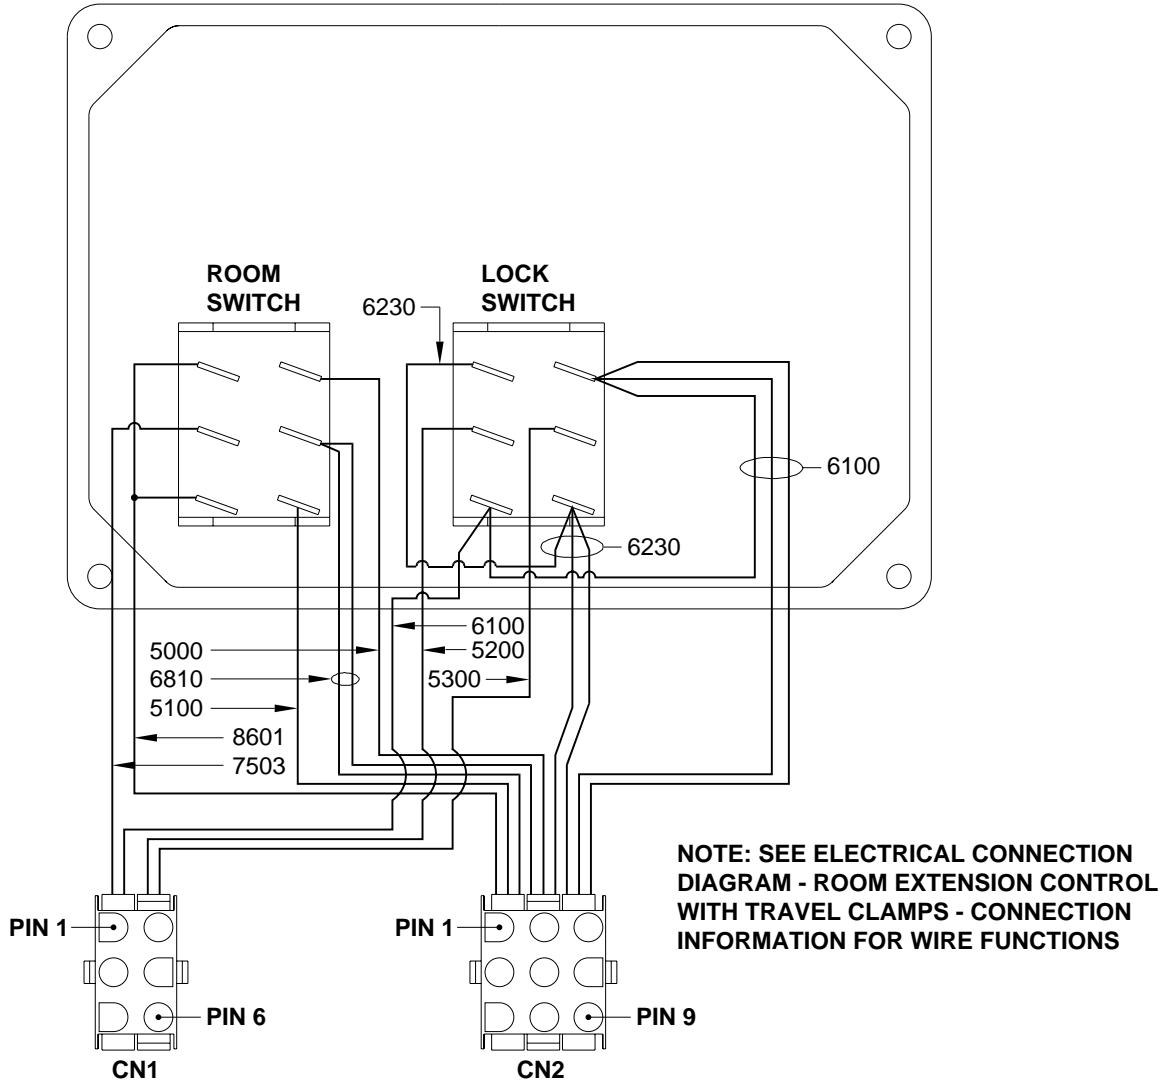 ROOM
SWITCH
LOCK
SWITCH
6230
6100
6230
6100
5000
5200
6810
5300
5100
8601
7503
NOTE: SEE ELECTRICAL CONNECTION
DIAGRAM - ROOM EXTENSION CONTROL
WITH TRAVEL CLAMPS - CONNECTION
INFORMATION FOR WIRE FUNCTIONS
PIN 1
PIN 1
PIN 6
PIN 9
CN1
CN2